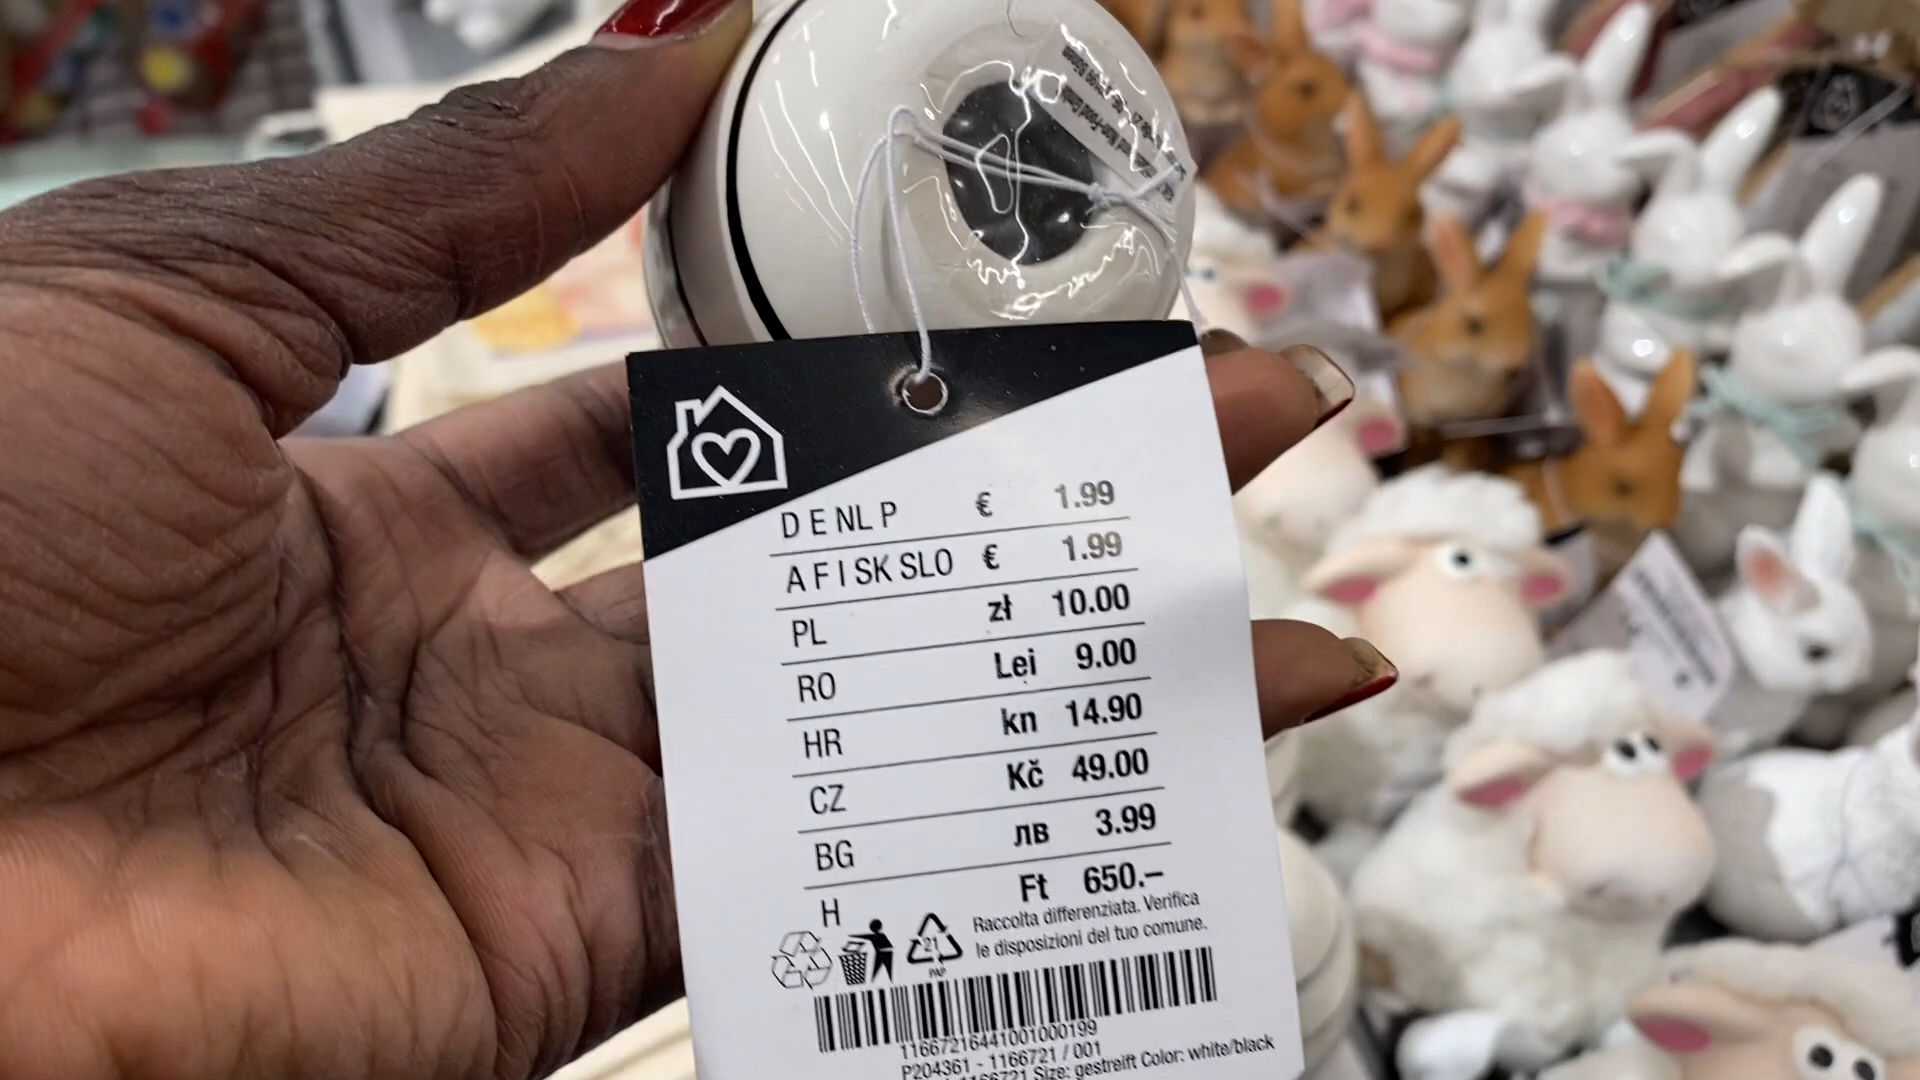 D E NL P € 1.99
A F I SK SLO € 1.99
PL zł 10.00
RO Lei 9.00
HR kn 14.90
CZ Kč 49.00
BG лв 3.99
H Ft 650.–
Raccolta differenziata. Verifica
le disposizioni del tuo comune.
21
PAP
11667216441001000199
P204361 - 1166721 / 001
1166721 Size: gestreift Color: white/black